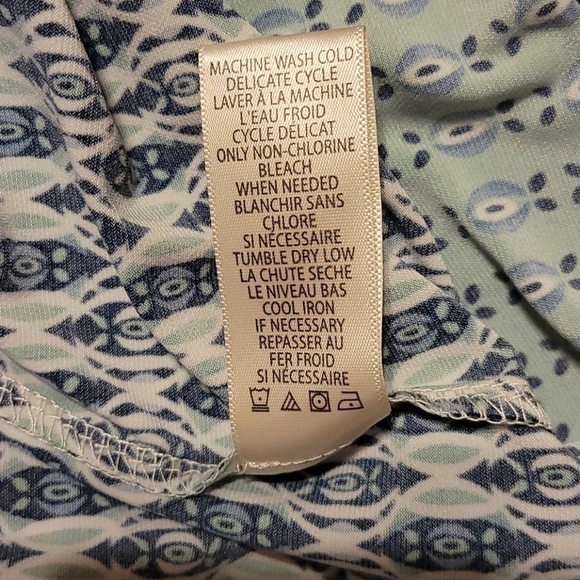 MACHINE WASH COLD
DELICATE CYCLE
LAVER À LA MACHINE
L'EAU FROID
CYCLE DÉLICAT
ONLY NON-CHLORINE
BLEACH
WHEN NEEDED
BLANCHIR SANS
CHLORE
SI NÉCESSAIRE
TUMBLE DRY LOW
LA CHUTE SECHE
LE NIVEAU BAS
COOL IRON
IF NECESSARY
REPASSER AU
FER FROID
SI NÉCESSAIRE